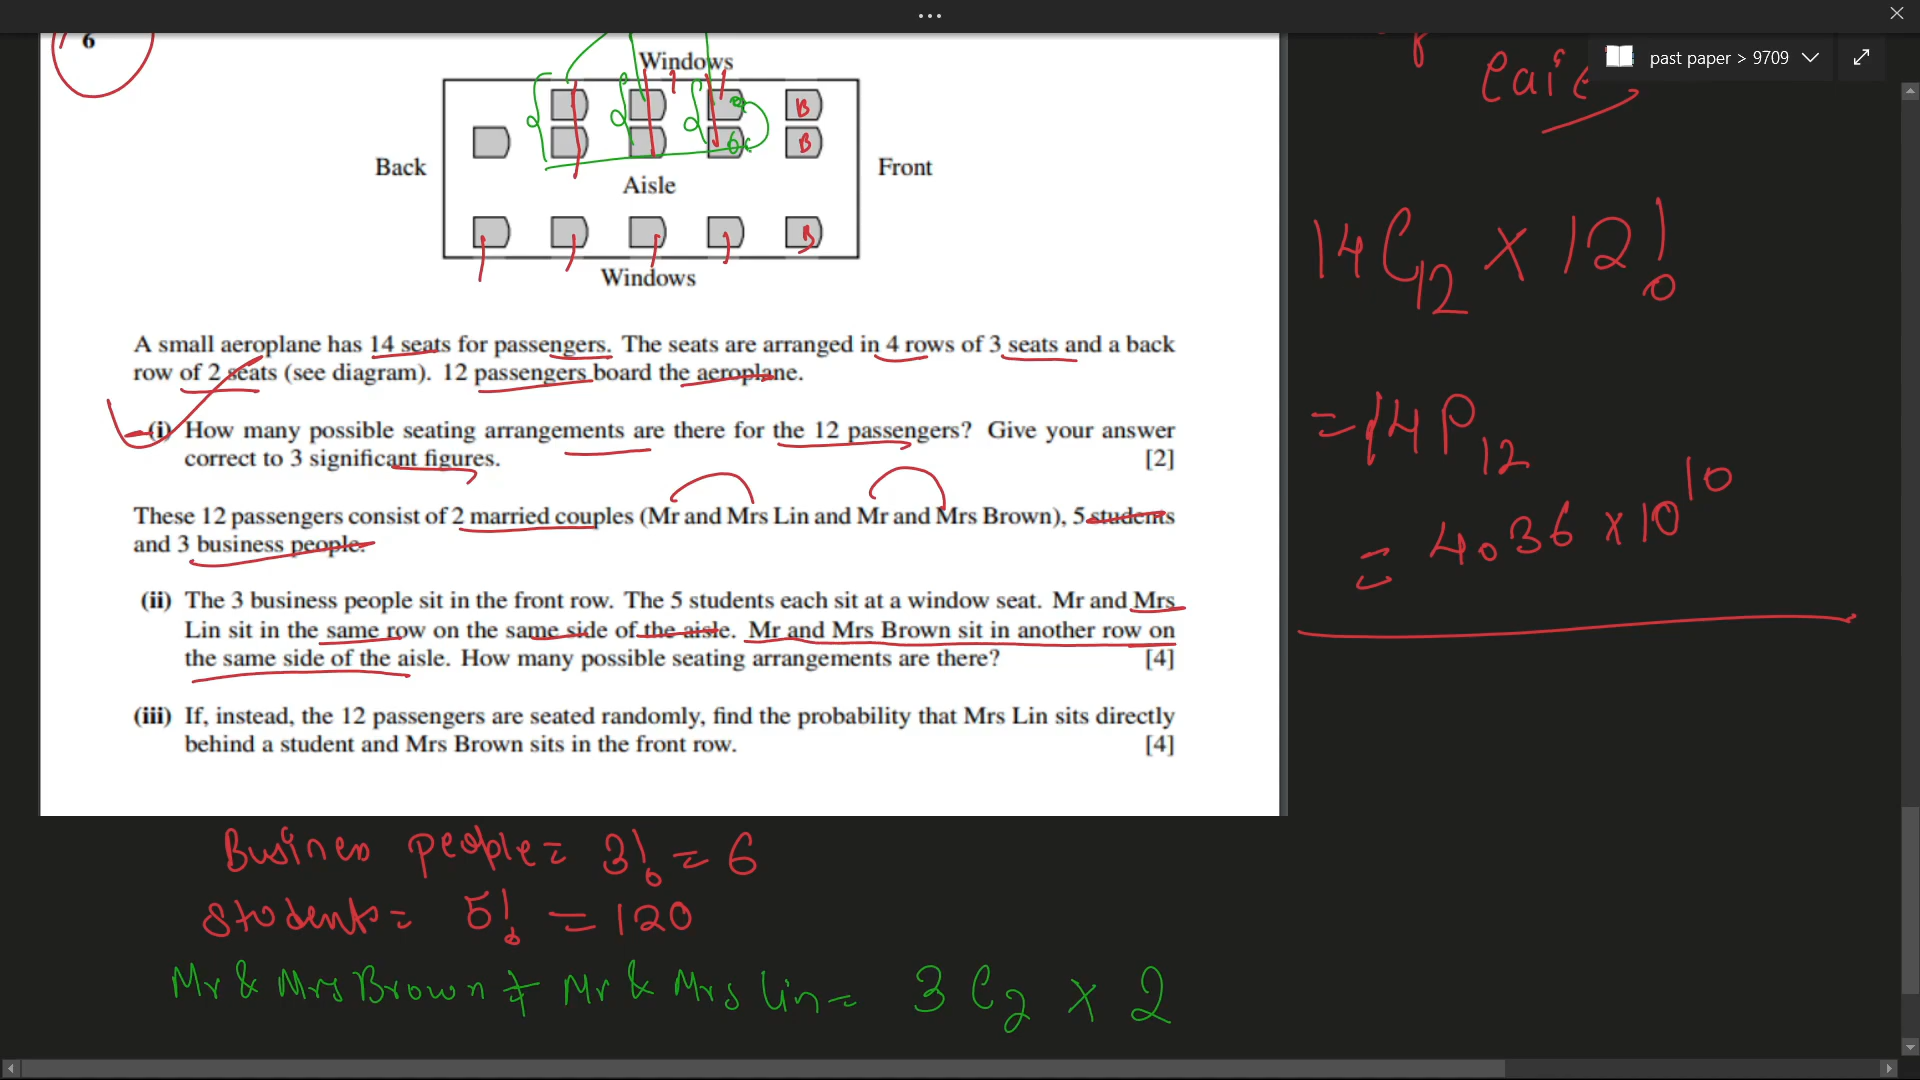 ...
past paper > 9709
6
Windows
B
Back
B
Front
Aisle
B
Windows
A small aeroplane has 14 seats for passengers. The seats are arranged in 4 rows of 3 seats and a back
row of 2 seats (see diagram). 12 passengers board the aeroplane.
(i) How many possible seating arrangements are there for the 12 passengers? Give your answer
correct to 3 significant figures. [2]
These 12 passengers consist of 2 married couples (Mr and Mrs Lin and Mr and Mrs Brown), 5 students
and 3 business people.
(ii) The 3 business people sit in the front row. The 5 students each sit at a window seat. Mr and Mrs
Lin sit in the same row on the same side of the aisle. Mr and Mrs Brown sit in another row on
the same side of the aisle. How many possible seating arrangements are there? [4]
(iii) If, instead, the 12 passengers are seated randomly, find the probability that Mrs Lin sits directly
behind a student and Mrs Brown sits in the front row. [4]
14C12 × 12!
= 14P12
= 4.36 × 10^10
Business people = 3! = 6
Students = 5! = 120
Mr & Mrs Brown & Mr & Mrs Lin = 3C2 × 2